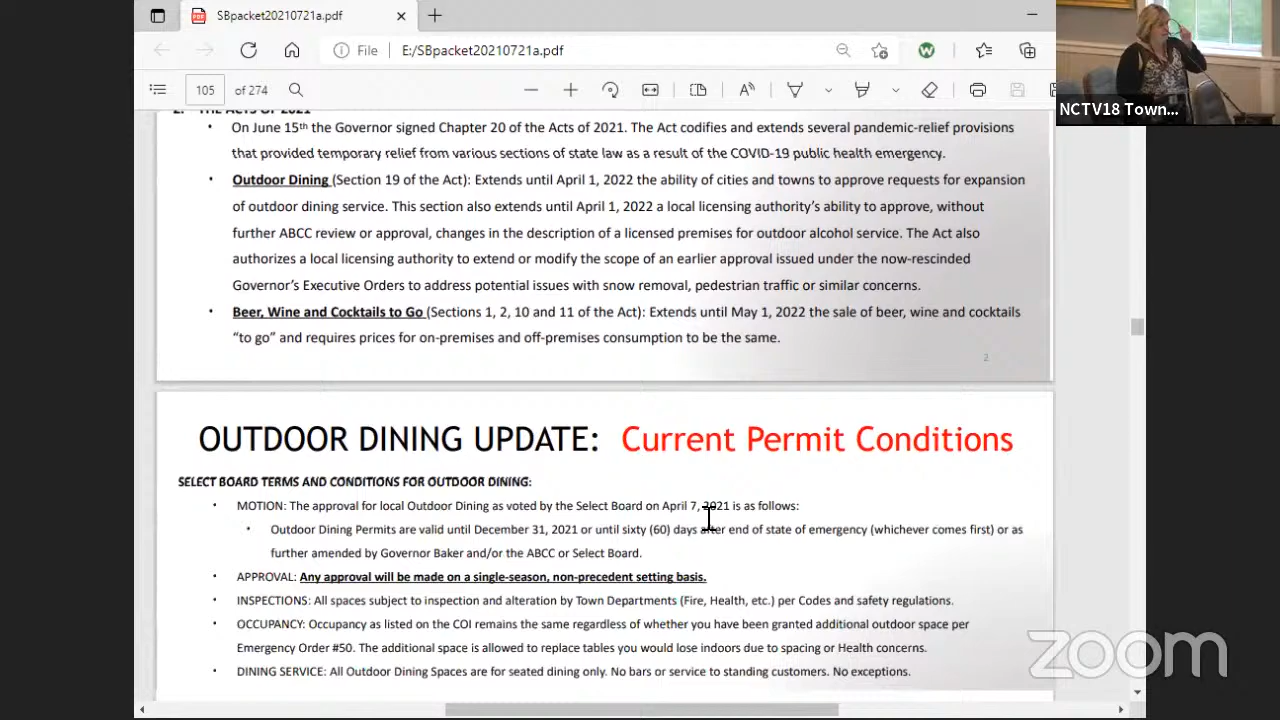 SBpacket20210721a.pdf
File E:/SBpacket20210721a.pdf
105 of 274
NCTV18 Town...
2. THE ACTS OF 2021
• On June 15th the Governor signed Chapter 20 of the Acts of 2021. The Act codifies and extends several pandemic-relief provisions
that provided temporary relief from various sections of state law as a result of the COVID-19 public health emergency.
• Outdoor Dining (Section 19 of the Act): Extends until April 1, 2022 the ability of cities and towns to approve requests for expansion
of outdoor dining service. This section also extends until April 1, 2022 a local licensing authority's ability to approve, without
further ABCC review or approval, changes in the description of a licensed premises for outdoor alcohol service. The Act also
authorizes a local licensing authority to extend or modify the scope of an earlier approval issued under the now-rescinded
Governor's Executive Orders to address potential issues with snow removal, pedestrian traffic or similar concerns.
• Beer, Wine and Cocktails to Go (Sections 1, 2, 10 and 11 of the Act): Extends until May 1, 2022 the sale of beer, wine and cocktails
"to go" and requires prices for on-premises and off-premises consumption to be the same.
2
OUTDOOR DINING UPDATE: Current Permit Conditions
SELECT BOARD TERMS AND CONDITIONS FOR OUTDOOR DINING:
• MOTION: The approval for local Outdoor Dining as voted by the Select Board on April 7, 2021 is as follows:
• Outdoor Dining Permits are valid until December 31, 2021 or until sixty (60) days after end of state of emergency (whichever comes first) or as
further amended by Governor Baker and/or the ABCC or Select Board.
• APPROVAL: Any approval will be made on a single-season, non-precedent setting basis.
• INSPECTIONS: All spaces subject to inspection and alteration by Town Departments (Fire, Health, etc.) per Codes and safety regulations.
• OCCUPANCY: Occupancy as listed on the COI remains the same regardless of whether you have been granted additional outdoor space per
Emergency Order #50. The additional space is allowed to replace tables you would lose indoors due to spacing or Health concerns.
• DINING SERVICE: All Outdoor Dining Spaces are for seated dining only. No bars or service to standing customers. No exceptions.
zoom